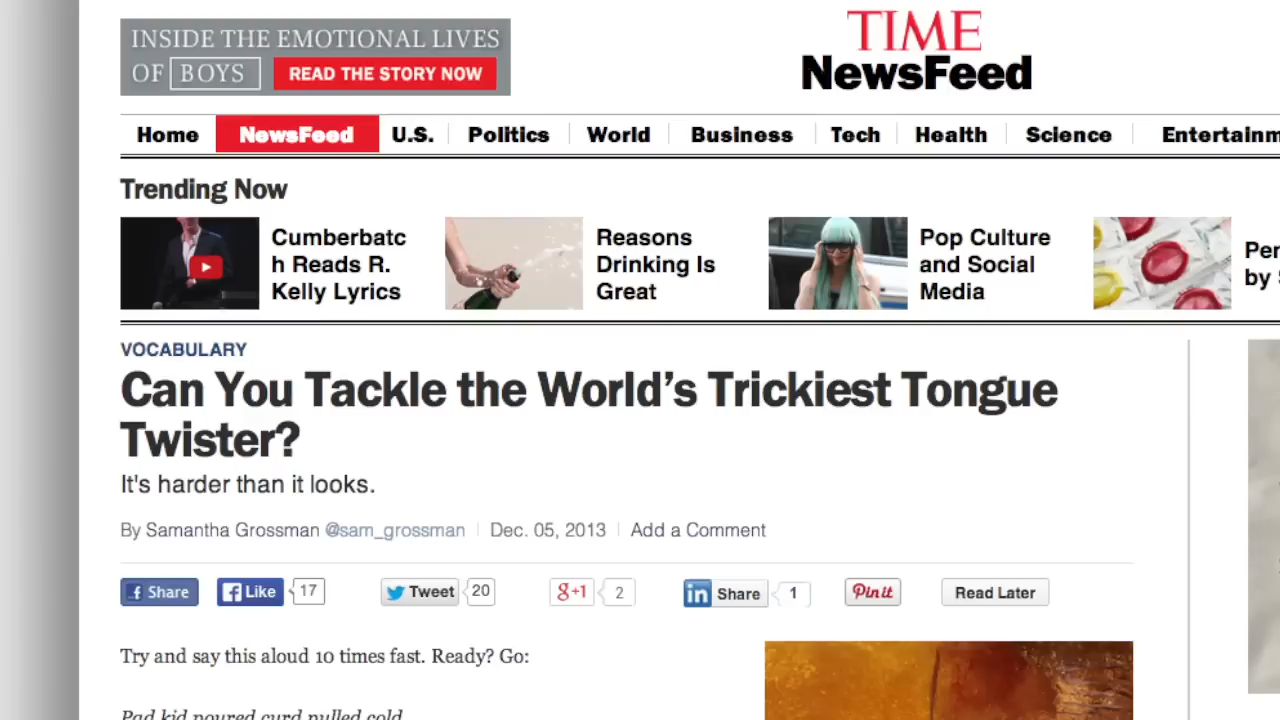 INSIDE THE EMOTIONAL LIVES
OF BOYS READ THE STORY NOW
TIME
NewsFeed
Home NewsFeed U.S. Politics World Business Tech Health Science Entertainm
Trending Now
Cumberbatc
h Reads R.
Kelly Lyrics
Reasons
Drinking Is
Great
Pop Culture
and Social
Media
Per
by
VOCABULARY
Can You Tackle the World's Trickiest Tongue
Twister?
It's harder than it looks.
By Samantha Grossman @sam_grossman Dec. 05, 2013 Add a Comment
Share Like 17 Tweet 20 g+1 2 in Share 1 Pin it Read Later
Try and say this aloud 10 times fast. Ready? Go:
Pad kid poured curd pulled cold